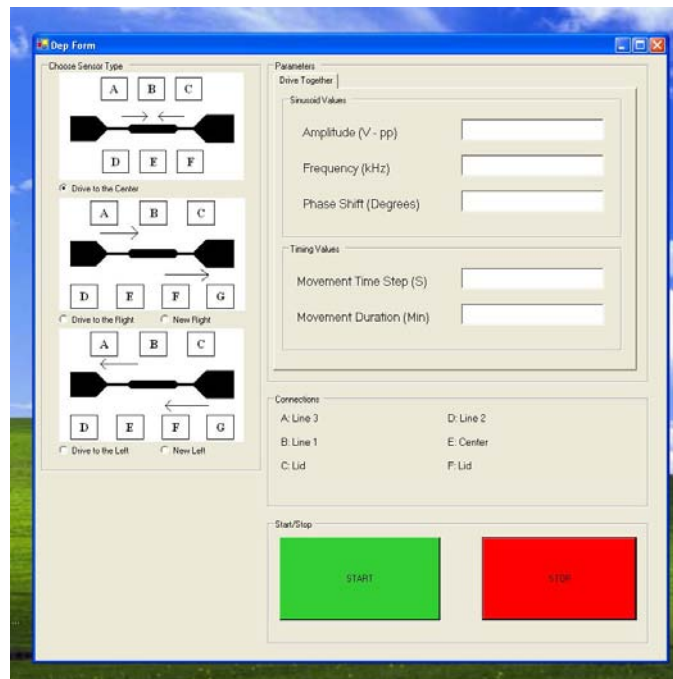 Dep Form
Choose Sensor Type
A B C
D E F
Drive to the Center
A B C
D E F G
Drive to the Right New Right
A B C
D E F G
Drive to the Left New Left
Parameters
Drive Together
Sinusoid Values
Amplitude (V - pp)
Frequency (kHz)
Phase Shift (Degrees)
Timing Values
Movement Time Step (S)
Movement Duration (Min)
Connections
A: Line 3 D: Line 2
B: Line 1 E: Center
C: Lid F: Lid
Start/Stop
START STOP